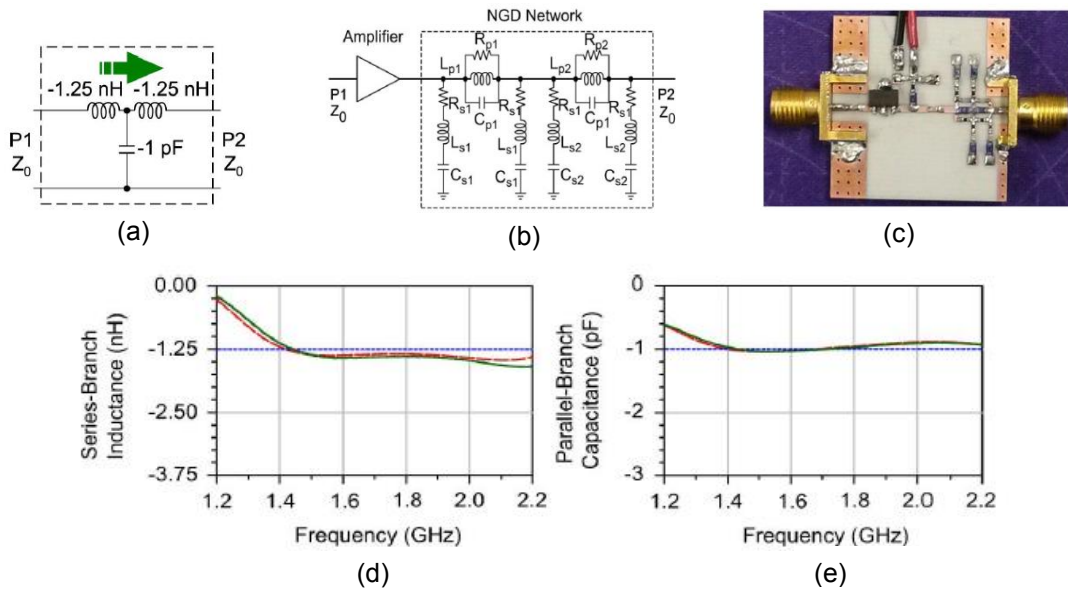 -1.25 nH -1.25 nH
-1 pF
P1
Z0
P2
Z0
(a)
NGD Network
Amplifier
P1
Z0
Rp1
Lp1
Cp1
Rs1
Ls1
Cs1
Rs1
Ls1
Cs1
Rp2
Lp2
Cp1
Rs1
Ls2
Cs2
Rs1
Ls2
Cs2
P2
Z0
(b)
(c)
Series-Branch
Inductance (nH)
0.00
-1.25
-2.50
-3.75
1.2 1.4 1.6 1.8 2.0 2.2
Frequency (GHz)
(d)
Parallel-Branch
Capacitance (pF)
0
-1
-2
-3
1.2 1.4 1.6 1.8 2.0 2.2
Frequency (GHz)
(e)